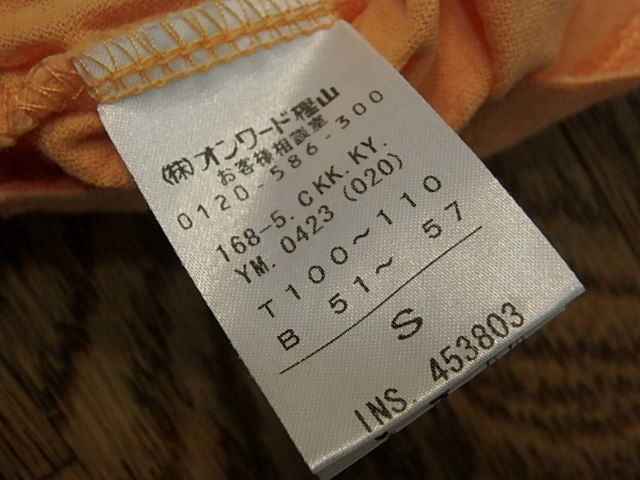 (株)オンワード樫山
お客様相談室
0120-586-300
168-5. CKK. KY.
YM. 0423 (020)
T 100～110
B 51～ 57
S
INS. 453803